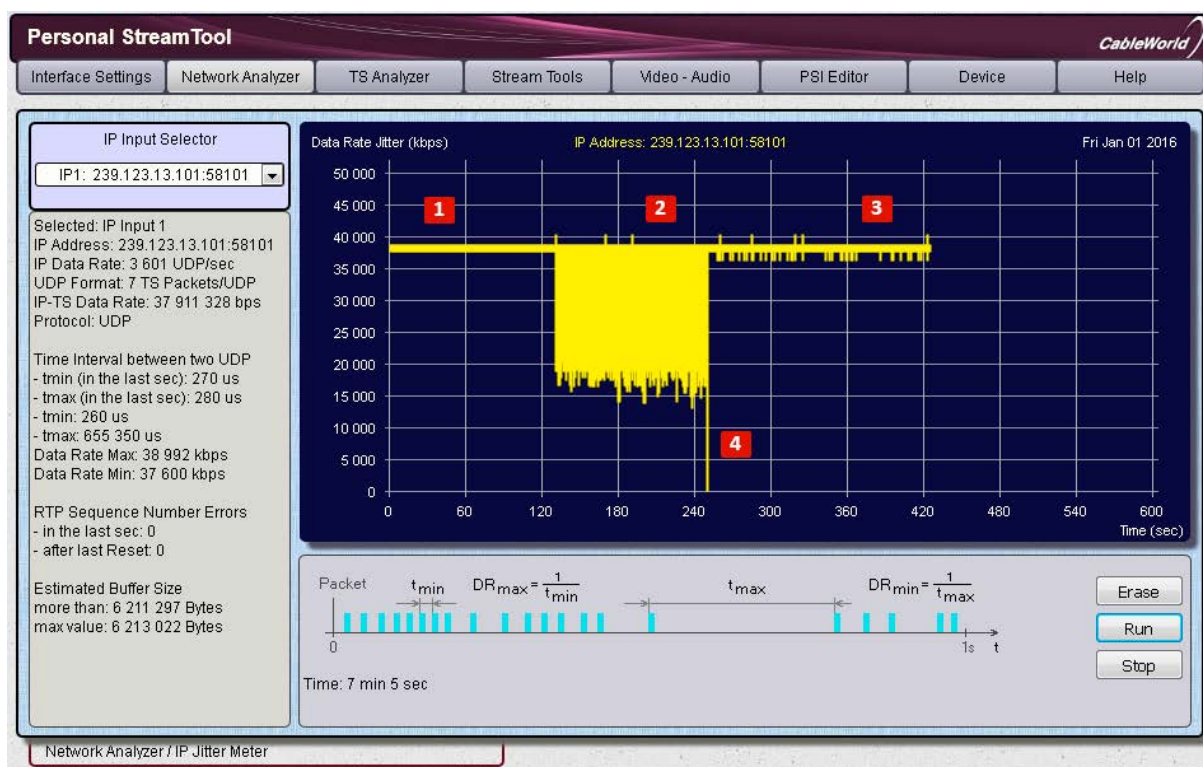 Personal StreamTool
CableWorld
Interface Settings Network Analyzer TS Analyzer Stream Tools Video - Audio PSI Editor Device Help
IP Input Selector
IP1: 239.123.13.101:58101
Selected: IP Input 1
IP Address: 239.123.13.101:58101
IP Data Rate: 3 601 UDP/sec
UDP Format: 7 TS Packets/UDP
IP-TS Data Rate: 37 911 328 bps
Protocol: UDP
Time Interval between two UDP
- tmin (in the last sec): 270 us
- tmax (in the last sec): 280 us
- tmin: 260 us
- tmax: 655 350 us
Data Rate Max: 38 992 kbps
Data Rate Min: 37 600 kbps
RTP Sequence Number Errors
- in the last sec: 0
- after last Reset: 0
Estimated Buffer Size
more than: 6 211 297 Bytes
max value: 6 213 022 Bytes
Data Rate Jitter (kbps) IP Address: 239.123.13.101:58101 Fri Jan 01 2016
50 000
45 000
40 000
35 000
30 000
25 000
20 000
15 000
10 000
5 000
0
1 2 3
4
0 60 120 180 240 300 360 420 480 540 600
Time (sec)
Packet tmin DRmax = 1/tmin tmax DRmin = 1/tmax
0 1s t
Time: 7 min 5 sec
Erase
Run
Stop
Network Analyzer / IP Jitter Meter